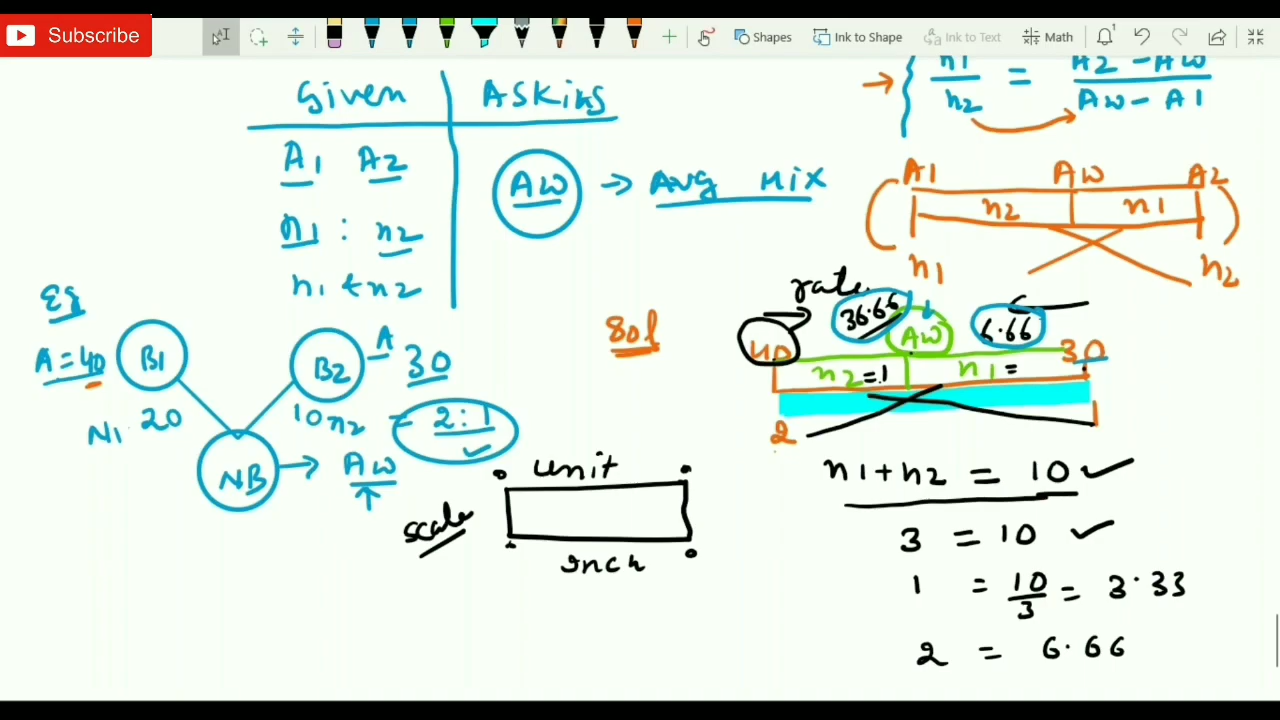 Subscribe
Shapes
Ink to Shape
Ink to Text
Math
Given
Asking
A1 A2
n1 : n2
n1 & n2
AW → Avg Mix
→ n1/n2 = A2 - AW / AW - A1
A1 AW A2
n2 n1
n1 n2
Eg
A = 40 B1
B2 A 30
N1 20
10 n2 = 2:1
NB → AW
unit
scale
inch
Sol
rate
36.66
6.66
40 AW 30
n2 = 1 n1 =
2 1
n1 + n2 = 10
3 = 10
1 = 10/3 = 3.33
2 = 6.66